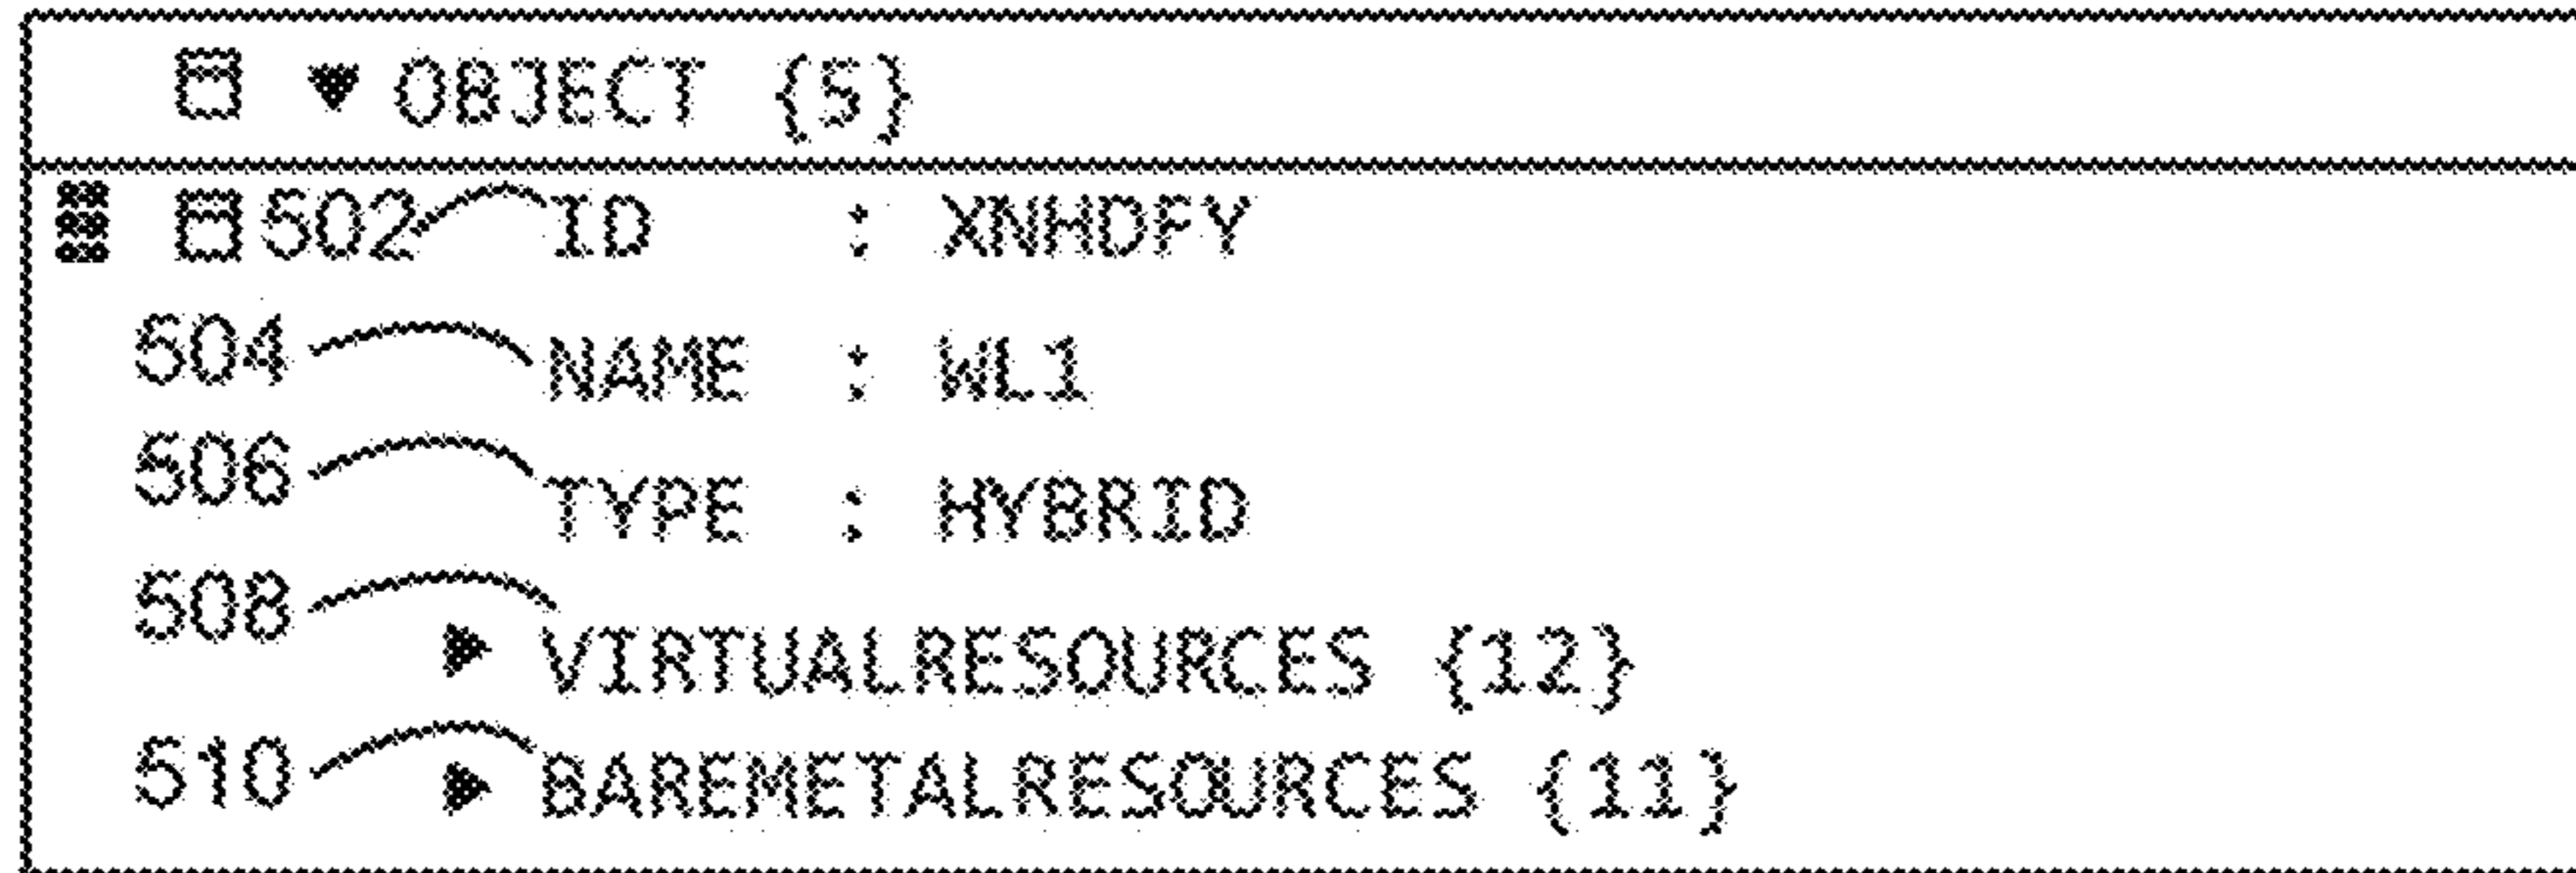 ▼ OBJECT {5}
502 ID : XNHDFY
504 NAME : WL1
506 TYPE : HYBRID
508 ▶ VIRTUALRESOURCES {12}
510 ▶ BAREMETALRESOURCES {11}